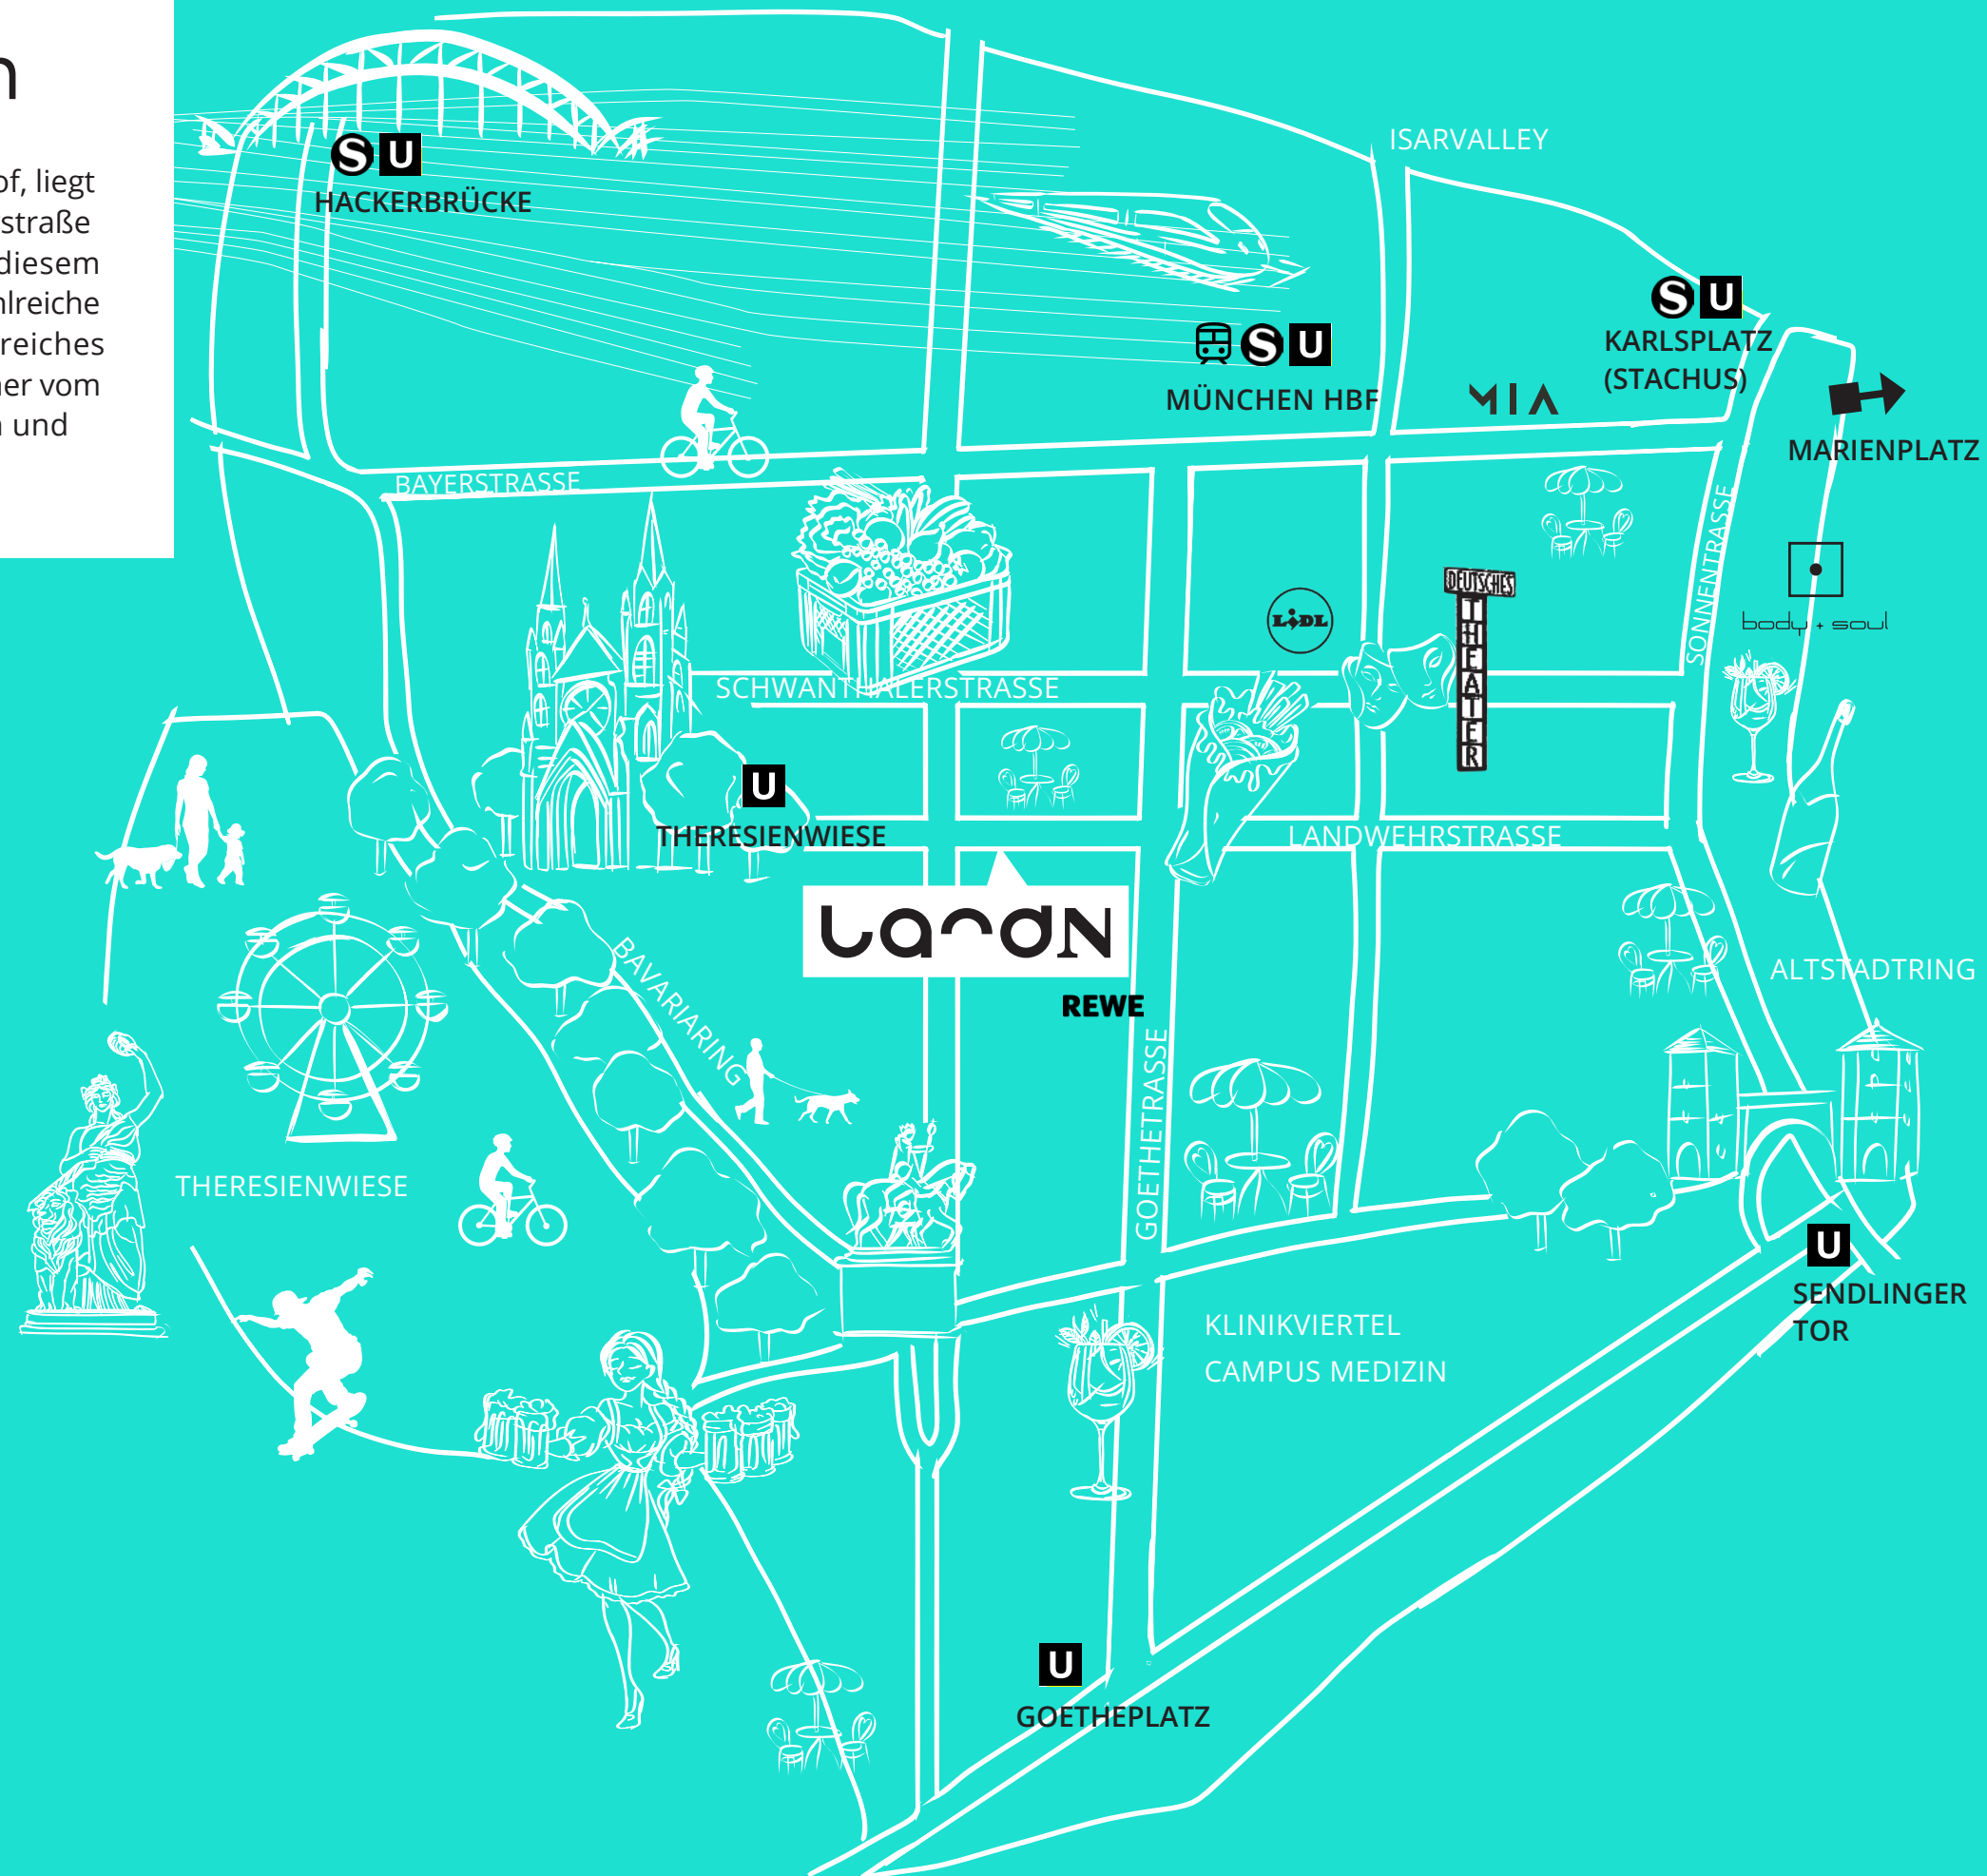 n
of, liegt
straße
diesem
hlreiche
reiches
her vom
n und
ISARVALLEY
S U
HACKERBRÜCKE
S U
KARLSPLATZ
(STACHUS)
S U
MÜNCHEN HBF
MIA
MARIENPLATZ
BAYERSTRASSE
SONNENTRASSE
DEUTSCHES
THEATER
LiDL
body + soul
SCHWANTHALERSTRASSE
U
THERESIENWIESE
LANDWEHRSTRASSE
LandN
BAVARIARING
REWE
ALTSTADTRING
GOETHETRASSE
THERESIENWIESE
U
SENDLINGER
TOR
KLINIKVIERTEL
CAMPUS MEDIZIN
U
GOETHEPLATZ